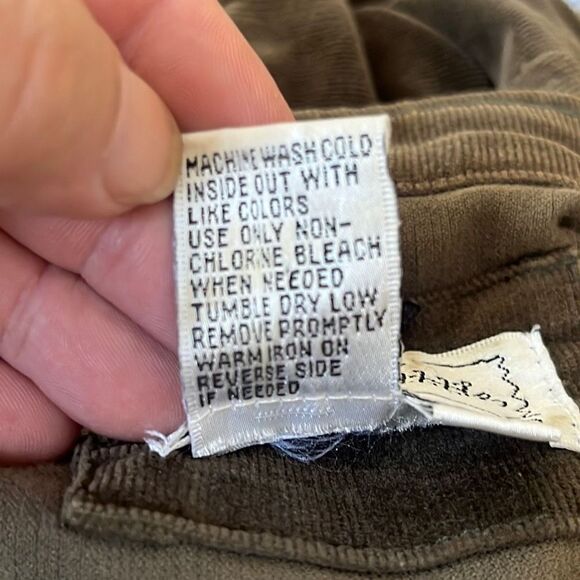 MACHINE WASH COLD
INSIDE OUT WITH
LIKE COLORS
USE ONLY NON-
CHLORINE BLEACH
WHEN NEEDED
TUMBLE DRY LOW
REMOVE PROMPTLY
WARM IRON ON
REVERSE SIDE
IF NEEDED